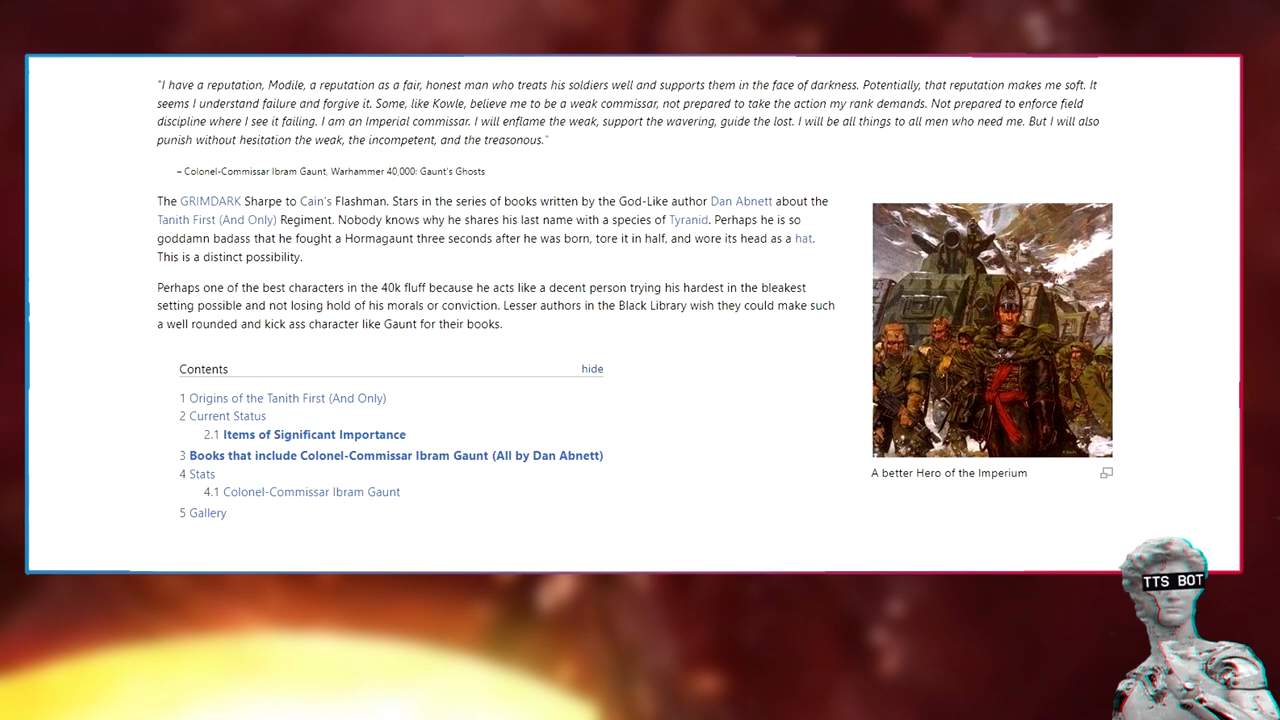 "I have a reputation, Modile, a reputation as a fair, honest man who treats his soldiers well and supports them in the face of darkness. Potentially, that reputation makes me soft. It
seems I understand failure and forgive it. Some, like Kowle, believe me to be a weak commissar, not prepared to take the action my rank demands. Not prepared to enforce field
discipline where I see it failing. I am an Imperial commissar. I will enflame the weak, support the wavering, guide the lost. I will be all things to all men who need me. But I will also
punish without hesitation the weak, the incompetent, and the treasonous."
– Colonel-Commissar Ibram Gaunt, Warhammer 40,000: Gaunt's Ghosts
The GRIMDARK Sharpe to Cain's Flashman. Stars in the series of books written by the God-Like author Dan Abnett about the
Tanith First (And Only) Regiment. Nobody knows why he shares his last name with a species of Tyranid. Perhaps he is so
goddamn badass that he fought a Hormagaunt three seconds after he was born, tore it in half, and wore its head as a hat.
This is a distinct possibility.
Perhaps one of the best characters in the 40k fluff because he acts like a decent person trying his hardest in the bleakest
setting possible and not losing hold of his morals or conviction. Lesser authors in the Black Library wish they could make such
a well rounded and kick ass character like Gaunt for their books.
Contents hide
1 Origins of the Tanith First (And Only)
2 Current Status
2.1 Items of Significant Importance
3 Books that include Colonel-Commissar Ibram Gaunt (All by Dan Abnett)
4 Stats
4.1 Colonel-Commissar Ibram Gaunt
5 Gallery
A better Hero of the Imperium
TTS BOT